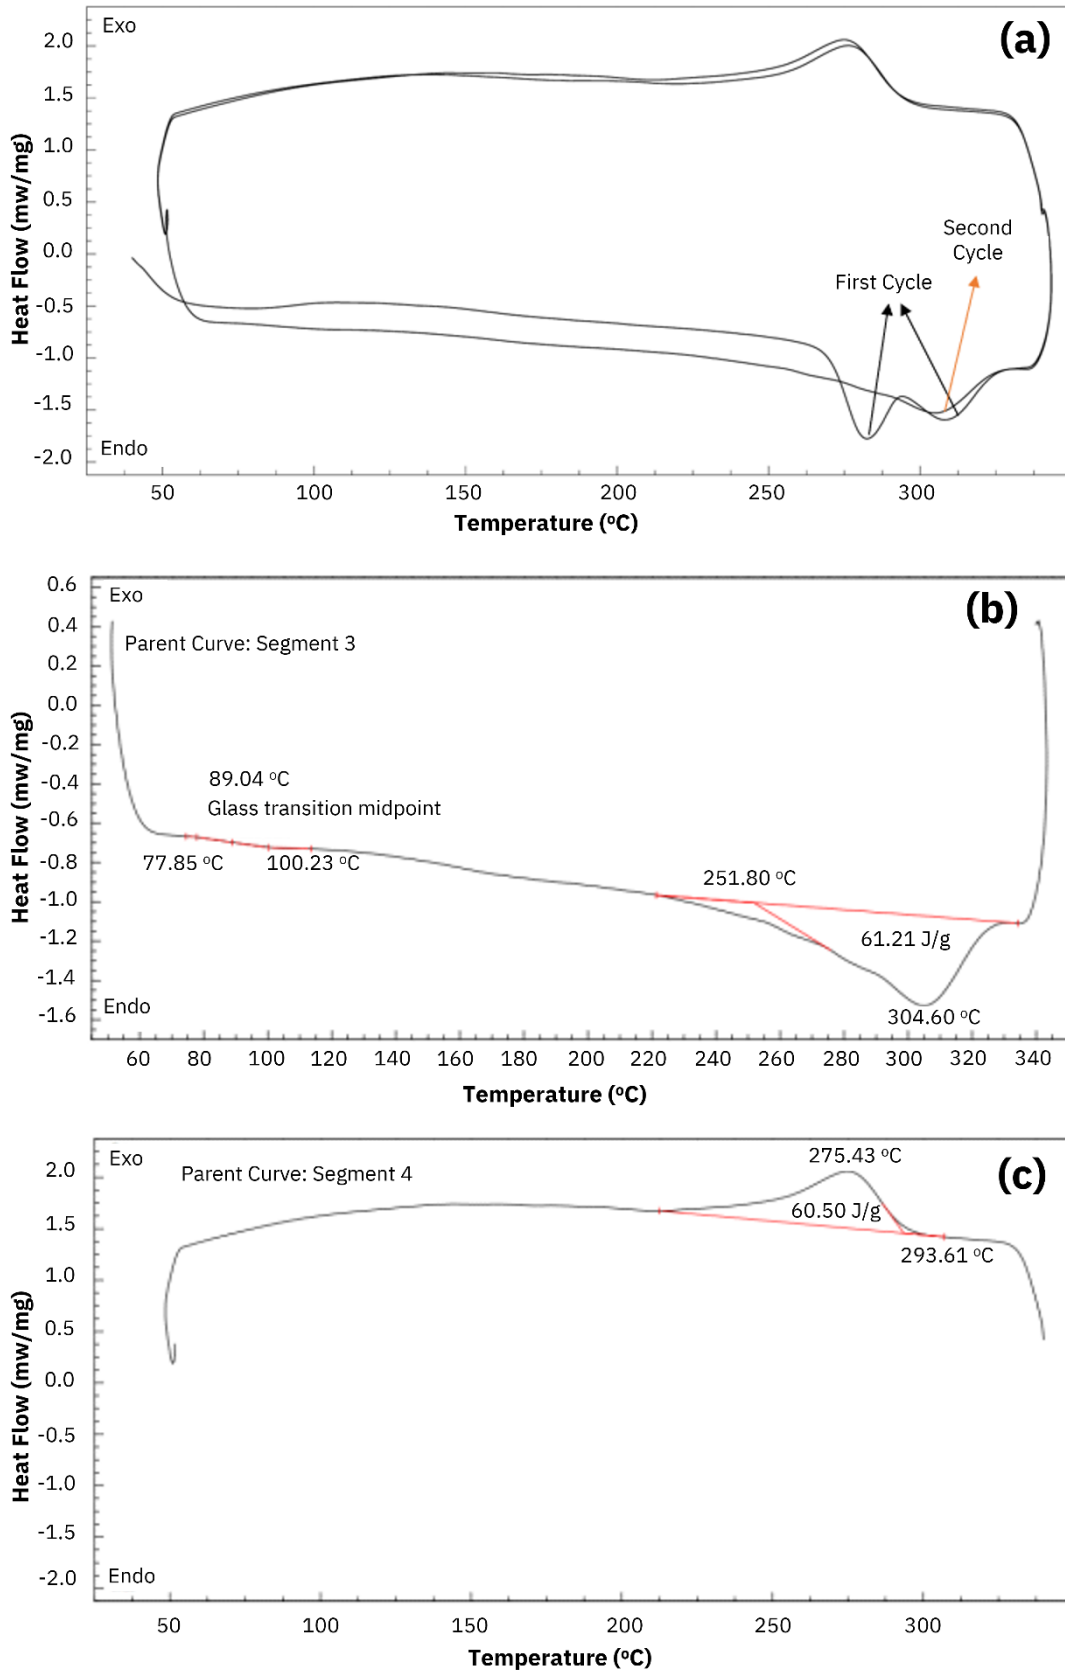 Exo
(a)
2.0
1.5
1.0
0.5
0.0
-0.5
-1.0
-1.5
-2.0
Heat Flow (mw/mg)
Second
Cycle
First Cycle
Endo
50
100
150
200
250
300
Temperature (ºC)
Exo
(b)
0.6
0.4
0.2
0.0
-0.2
-0.4
-0.6
-0.8
-1.0
-1.2
-1.4
-1.6
Heat Flow (mw/mg)
Parent Curve: Segment 3
89.04 ºC
Glass transition midpoint
77.85 ºC
100.23 ºC
251.80 ºC
61.21 J/g
304.60 ºC
Endo
60
80
100
120
140
160
180
200
220
240
260
280
300
320
340
Temperature (ºC)
Exo
(c)
Parent Curve: Segment 4
2.0
1.5
1.0
0.5
0.0
-0.5
-1.0
-1.5
-2.0
Heat Flow (mw/mg)
275.43 ºC
60.50 J/g
293.61 ºC
Endo
50
100
150
200
250
300
Temperature (ºC)